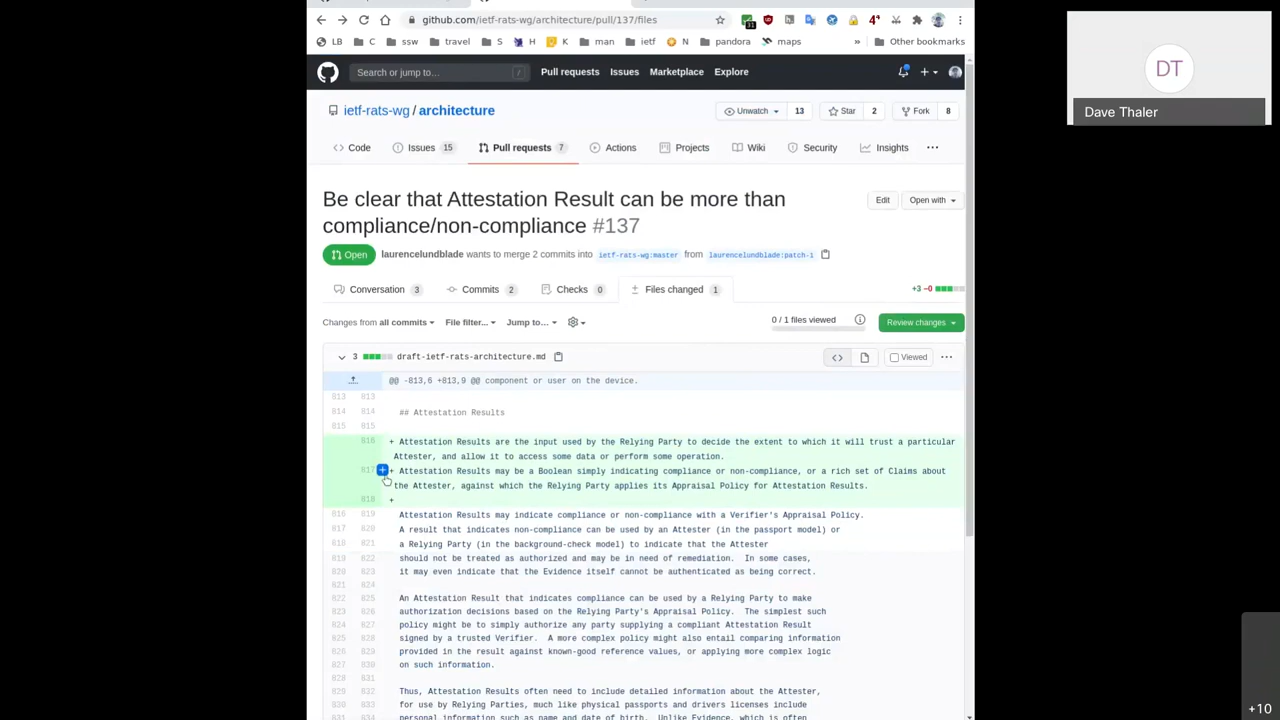 github.com/ietf-rats-wg/architecture/pull/137/files
LB C ssw travel S H K man ietf N pandora maps » Other bookmarks
Search or jump to… / Pull requests Issues Marketplace Explore
ietf-rats-wg / architecture Unwatch 13 Star 2 Fork 8
Code Issues 15 Pull requests 7 Actions Projects Wiki Security Insights
Be clear that Attestation Result can be more than
compliance/non-compliance #137
Edit Open with
Open laurencelundblade wants to merge 2 commits into ietf-rats-wg:master from laurencelundblade:patch-1
Conversation 3 Commits 2 Checks 0 Files changed 1 +3 −0
Changes from all commits File filter... Jump to... 0 / 1 files viewed Review changes
3 draft-ietf-rats-architecture.md Viewed
@@ -813,6 +813,9 @@ component or user on the device.
813 813
814 814 ## Attestation Results
815 815
816 + Attestation Results are the input used by the Relying Party to decide the extent to which it will trust a particular
Attester, and allow it to access some data or perform some operation.
817 + Attestation Results may be a Boolean simply indicating compliance or non-compliance, or a rich set of Claims about
the Attester, against which the Relying Party applies its Appraisal Policy for Attestation Results.
818 +
816 819 Attestation Results may indicate compliance or non-compliance with a Verifier's Appraisal Policy.
817 820 A result that indicates non-compliance can be used by an Attester (in the passport model) or
818 821 a Relying Party (in the background-check model) to indicate that the Attester
819 822 should not be treated as authorized and may be in need of remediation. In some cases,
820 823 it may even indicate that the Evidence itself cannot be authenticated as being correct.
821 824
822 825 An Attestation Result that indicates compliance can be used by a Relying Party to make
823 826 authorization decisions based on the Relying Party's Appraisal Policy. The simplest such
824 827 policy might be to simply authorize any party supplying a compliant Attestation Result
825 828 signed by a trusted Verifier. A more complex policy might also entail comparing information
826 829 provided in the result against known-good reference values, or applying more complex logic
827 830 on such information.
828 831
829 832 Thus, Attestation Results often need to include detailed information about the Attester,
830 833 for use by Relying Parties, much like physical passports and drivers licenses include
831 834 personal information such as name and date of birth. Unlike Evidence, which is often
DT
Dave Thaler
+10